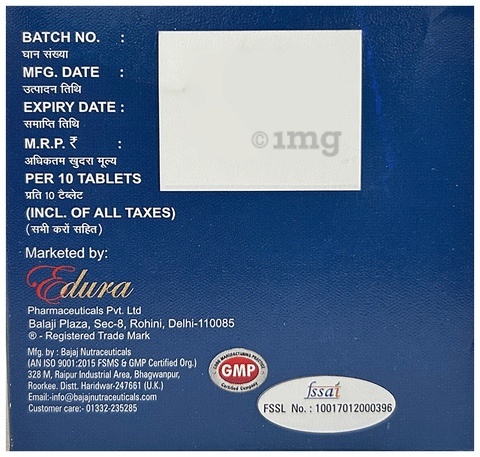 BATCH NO. :
घान संख्या
MFG. DATE :
उत्पादन तिथि
EXPIRY DATE :
समाप्ति तिथि
M.R.P. ₹ :
अधिकतम खुदरा मूल्य
PER 10 TABLETS
प्रति 10 टैब्लेट
(INCL. OF ALL TAXES)
(सभी करों सहित)
©1mg
Marketed by:
Edura
Pharmaceuticals Pvt. Ltd
Balaji Plaza, Sec-8, Rohini, Delhi-110085
® - Registered Trade Mark
Mfg. by : Bajaj Nutraceuticals
(AN ISO 9001:2015 FSMS & GMP Certified Org.)
328 M, Raipur Industrial Area, Bhagwanpur,
Roorkee. Distt. Haridwar-247661 (U.K.)
Email:-info@bajajnutraceuticals.com
Customer care:- 01332-235285
GOOD MANUFACTURING PRACTICE
GMP
Certified Company
fssai
FSSL No. : 10017012000396